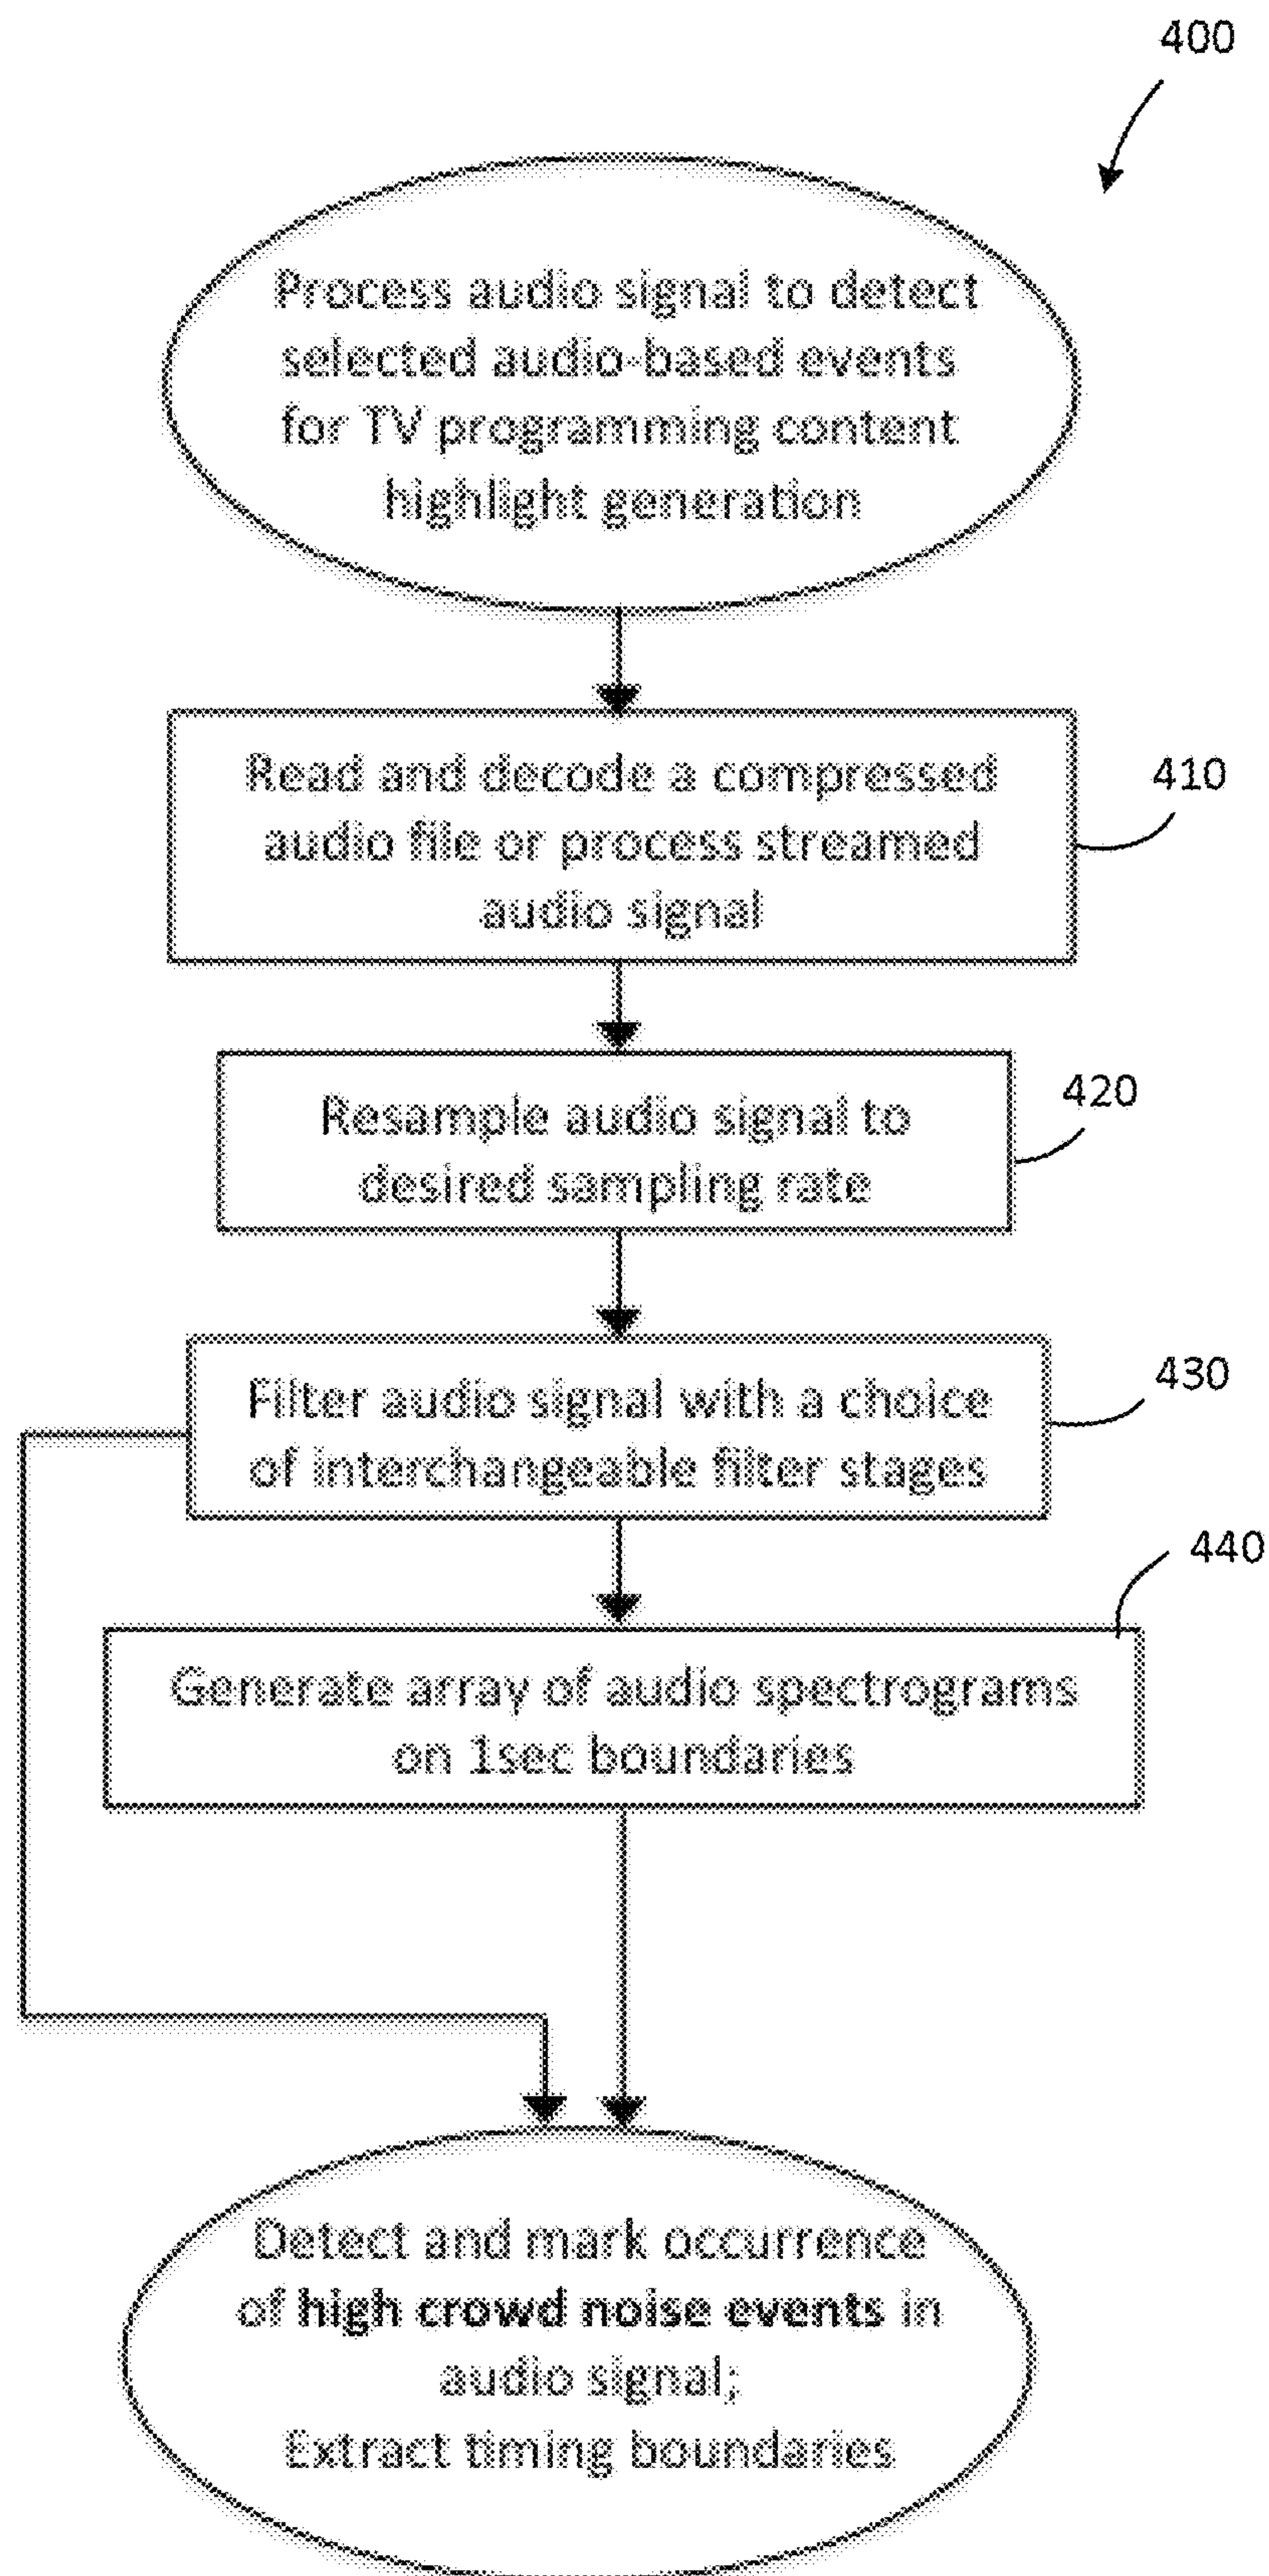 400
Process audio signal to detect
selected audio-based events
for TV programming content
highlight generation
Read and decode a compressed
audio file or process streamed
audio signal
410
Resample audio signal to
desired sampling rate
420
Filter audio signal with a choice
of interchangeable filter stages
430
440
Generate array of audio spectrograms
on 1sec boundaries
Detect and mark occurrence
of high crowd noise events in
audio signal;
Extract timing boundaries